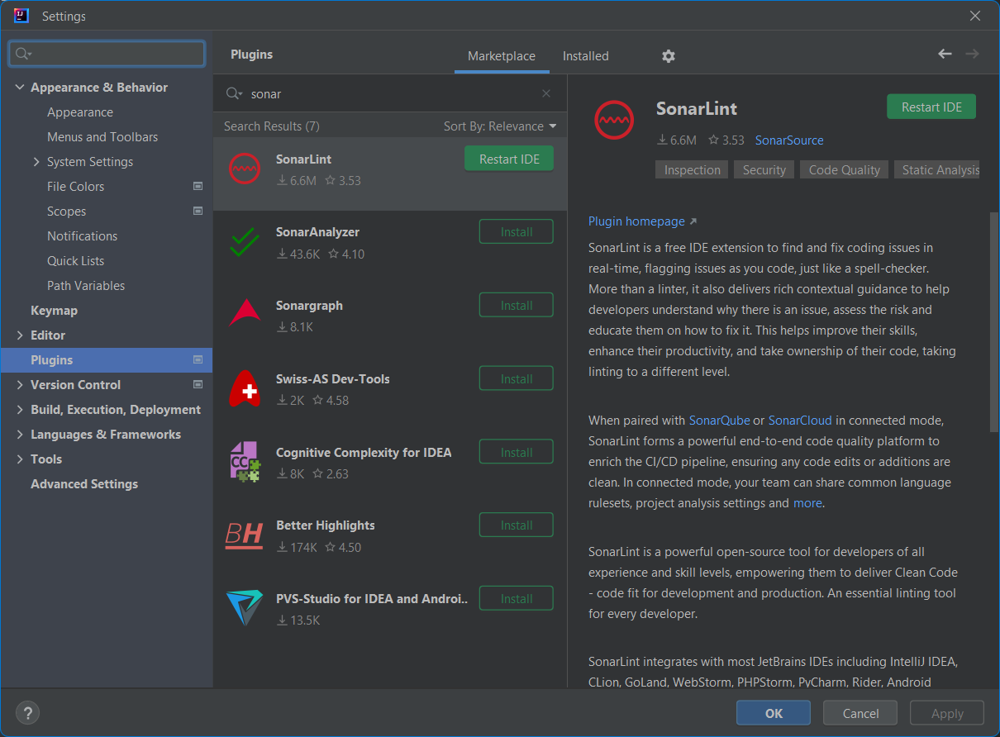 Settings
Appearance & Behavior
Appearance
Menus and Toolbars
System Settings
File Colors
Scopes
Notifications
Quick Lists
Path Variables
Keymap
Editor
Plugins
Version Control
Build, Execution, Deployment
Languages & Frameworks
Tools
Advanced Settings
Plugins
Marketplace
Installed
sonar
Search Results (7)
Sort By: Relevance
SonarLint
6.6M 3.53
Restart IDE
SonarAnalyzer
43.6K 4.10
Install
Sonargraph
8.1K
Install
Swiss-AS Dev-Tools
2K 4.58
Install
CC
Cognitive Complexity for IDEA
8K 2.63
Install
BH
Better Highlights
174K 4.50
Install
PVS-Studio for IDEA and Androi..
13.5K
Install
SonarLint
Restart IDE
6.6M 3.53 SonarSource
Inspection Security Code Quality Static Analysis
Plugin homepage
SonarLint is a free IDE extension to find and fix coding issues in
real-time, flagging issues as you code, just like a spell-checker.
More than a linter, it also delivers rich contextual guidance to help
developers understand why there is an issue, assess the risk and
educate them on how to fix it. This helps improve their skills,
enhance their productivity, and take ownership of their code, taking
linting to a different level.
When paired with SonarQube or SonarCloud in connected mode,
SonarLint forms a powerful end-to-end code quality platform to
enrich the CI/CD pipeline, ensuring any code edits or additions are
clean. In connected mode, your team can share common language
rulesets, project analysis settings and more.
SonarLint is a powerful open-source tool for developers of all
experience and skill levels, empowering them to deliver Clean Code
- code fit for development and production. An essential linting tool
for every developer.
SonarLint integrates with most JetBrains IDEs including IntelliJ IDEA,
CLion, GoLand, WebStorm, PHPStorm, PyCharm, Rider, Android
?
OK
Cancel
Apply